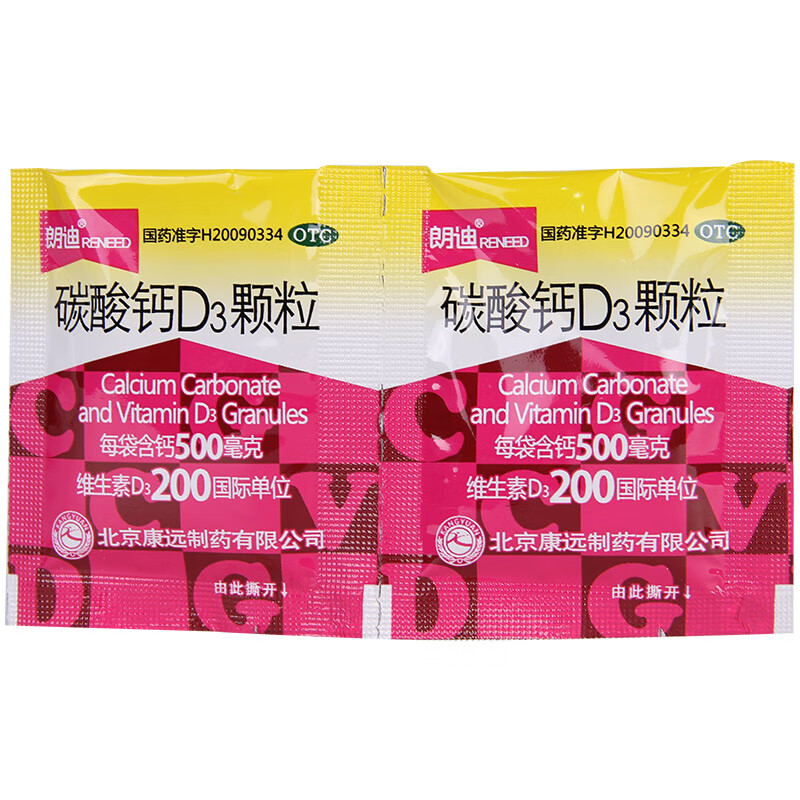 朗迪® RENEED 国药准字H20090334 OTC
碳酸钙D3颗粒
Calcium Carbonate
and Vitamin D3 Granules
每袋含钙500毫克
维生素D3200国际单位
KANGYUAN
北京康远制药有限公司
由此撕开↓
C G
C C V
D G
朗迪® RENEED 国药准字H20090334 OTC
碳酸钙D3颗粒
Calcium Carbonate
and Vitamin D3 Granules
每袋含钙500毫克
维生素D3200国际单位
KANGYUAN
北京康远制药有限公司
由此撕开↓
C G
C C V
D G